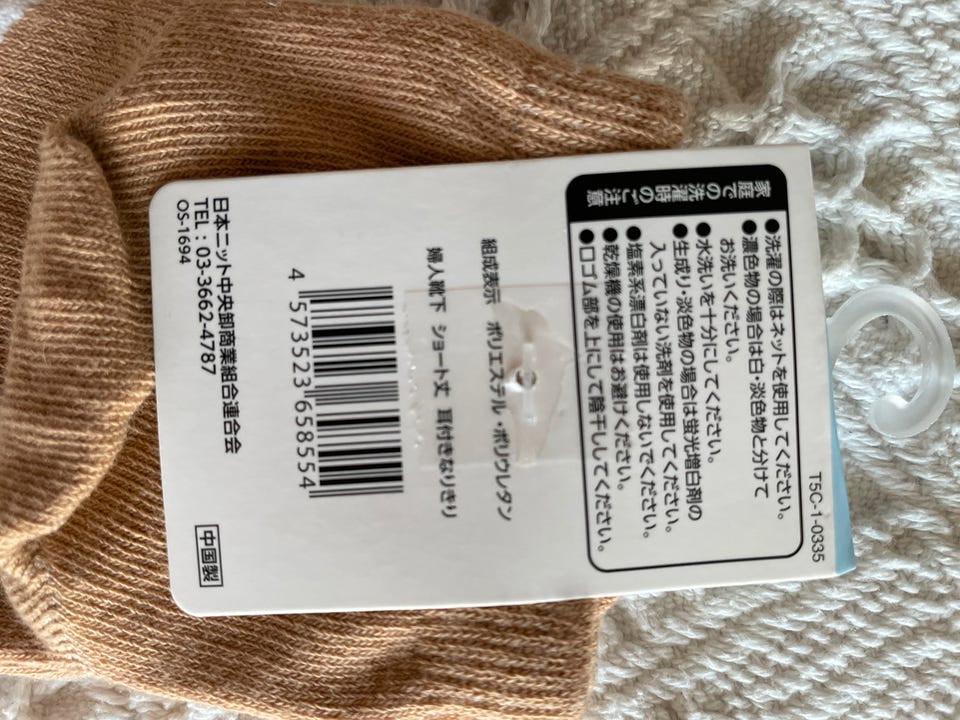 T5C-1-0335
家庭での洗濯時のご注意
●洗濯の際はネットを使用してください。
●濃色物の場合は白・淡色物と分けて
お洗いください。
●水洗いを十分にしてください。
●生成り・淡色物の場合は蛍光増白剤の
入っていない洗剤を使用してください。
●塩素系漂白剤は使用しないでください。
●乾燥機の使用はお避けください。
●口ゴム部を上にして陰干ししてください。
組成表示 ポリエステル・ポリウレタン
婦人靴下 ショート丈 耳付きなりきり
4 573523 658554
日本ニット中央卸商業組合連合会
TEL：03-3662-4787
OS-1694
中国製